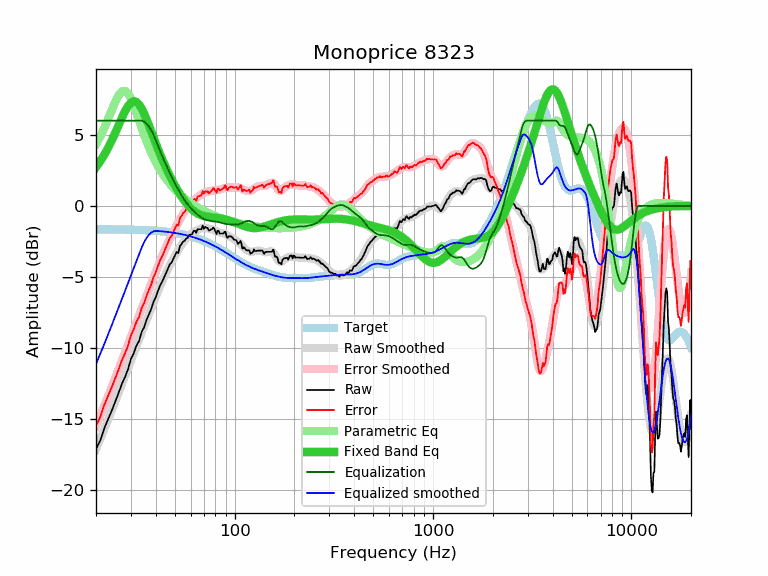 Monoprice 8323
Amplitude (dBr)
5
0
−5
−10
−15
−20
Target
Raw Smoothed
Error Smoothed
Raw
Error
Parametric Eq
Fixed Band Eq
Equalization
Equalized smoothed
100
1000
10000
Frequency (Hz)